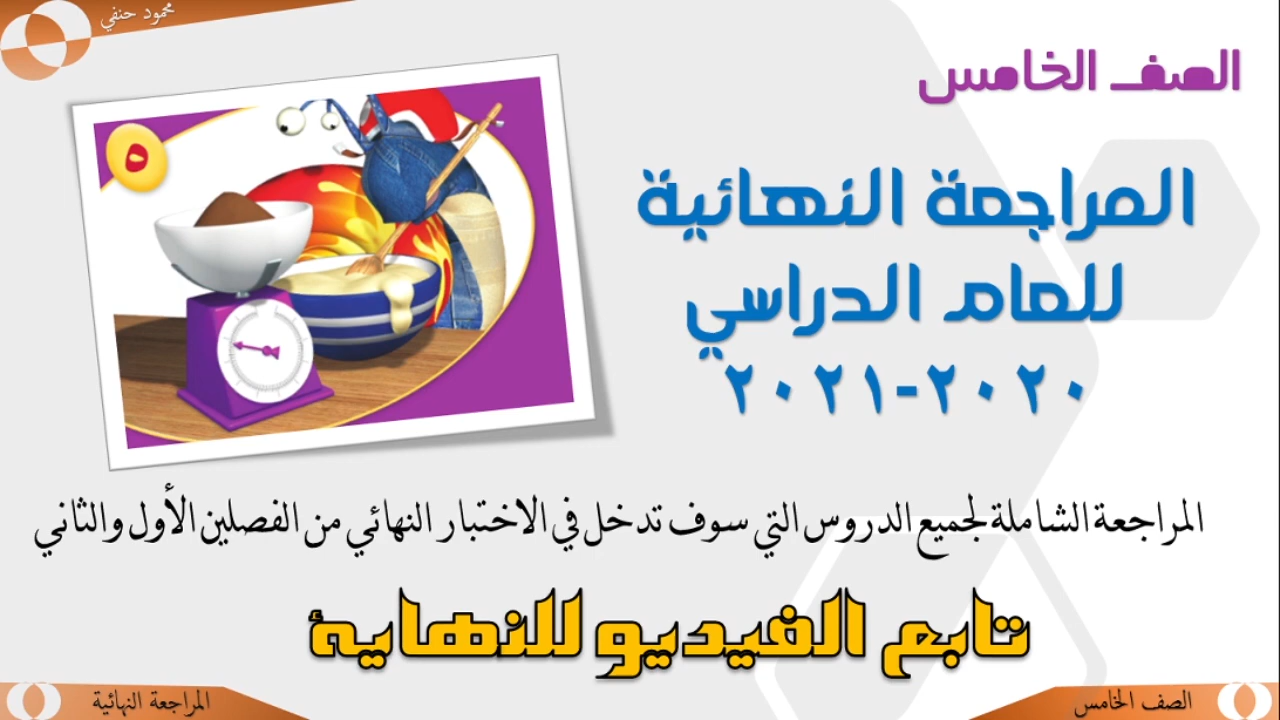 محمود حنفي
الصف الخامس
٥
المراجعة النهائية
للعام الدراسي
٢٠٢٠-٢٠٢١
المراجعة الشاملة لجميع الدروس التي سوف تدخل في الاختبار النهائي من الفصلين الأول والثاني
تابع الفيديو للنهاية
الصف الخامس
المراجعة النهائية